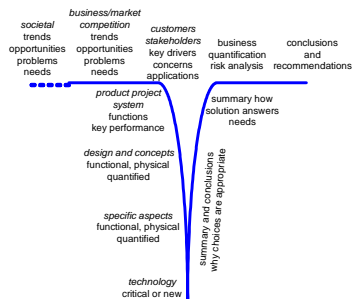 societal
trends
opportunities
problems
needs
business/market
competition
trends
opportunities
problems
needs
customers
stakeholders
key drivers
concerns
applications
business
quantification
risk analysis
conclusions
and
recommendations
product project
system
functions
key performance
summary how
solution answers
needs
design and concepts
functional, physical
quantified
summary and conclusions
why choices are appropriate
specific aspects
functional, physical
quantified
technology
critical or new